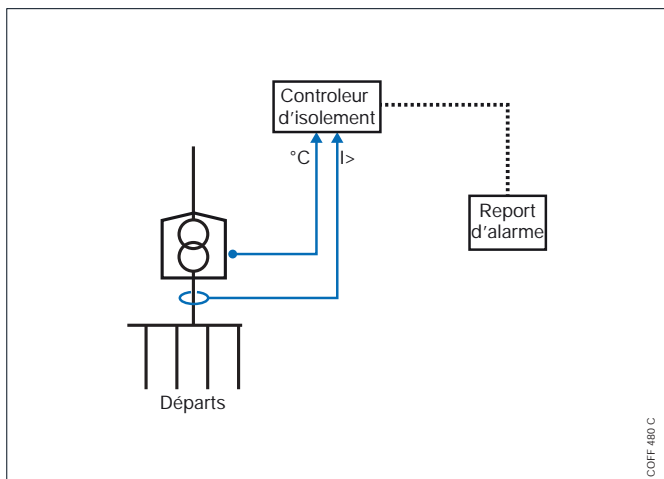 Controleur
d'isolement
°C
I>
Report
d'alarme
Départs
COFF 480 C